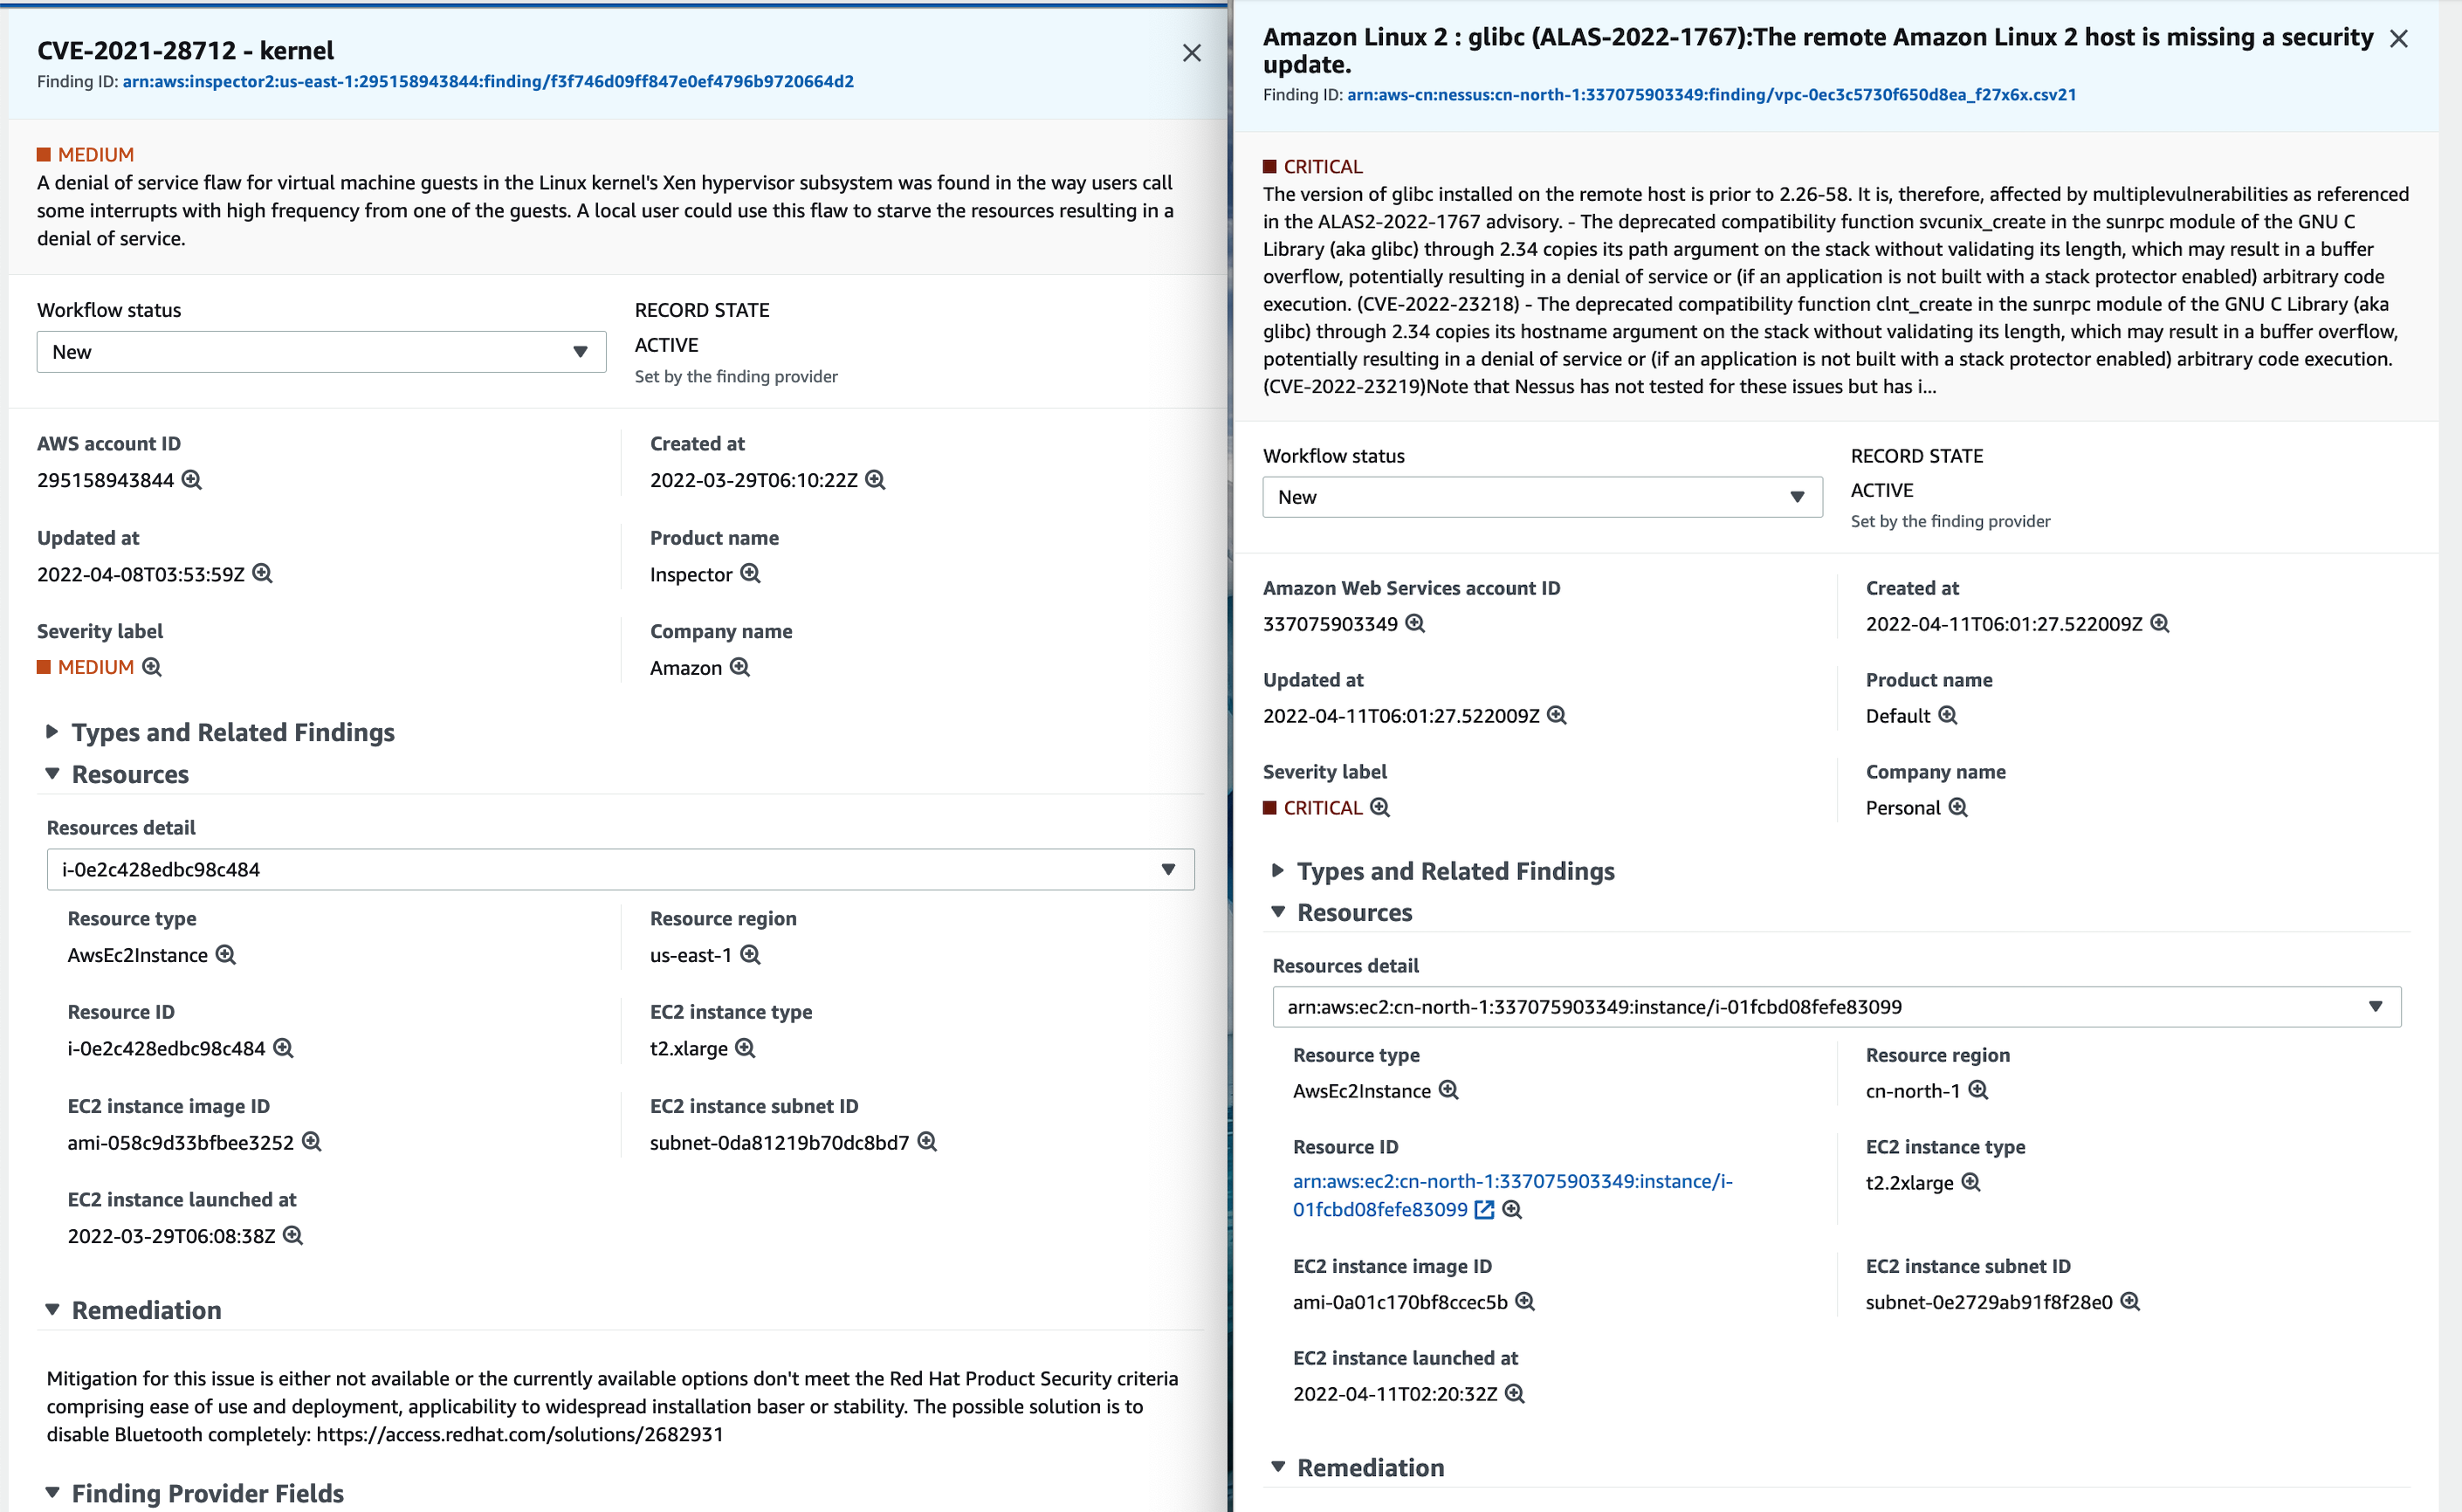 CVE-2021-28712 - kernel
Finding ID: arn:aws:inspector2:us-east-1:295158943844:finding/f3f746d09ff847e0ef4796b9720664d2
MEDIUM
A denial of service flaw for virtual machine guests in the Linux kernel's Xen hypervisor subsystem was found in the way users call
some interrupts with high frequency from one of the guests. A local user could use this flaw to starve the resources resulting in a
denial of service.
Workflow status
New
RECORD STATE
ACTIVE
Set by the finding provider
AWS account ID
295158943844
Created at
2022-03-29T06:10:22Z
Updated at
2022-04-08T03:53:59Z
Product name
Inspector
Severity label
MEDIUM
Company name
Amazon
Types and Related Findings
Resources
Resources detail
i-0e2c428edbc98c484
Resource type
AwsEc2Instance
Resource region
us-east-1
Resource ID
i-0e2c428edbc98c484
EC2 instance type
t2.xlarge
EC2 instance image ID
ami-058c9d33bfbee3252
EC2 instance subnet ID
subnet-0da81219b70dc8bd7
EC2 instance launched at
2022-03-29T06:08:38Z
Remediation
Mitigation for this issue is either not available or the currently available options don't meet the Red Hat Product Security criteria
comprising ease of use and deployment, applicability to widespread installation baser or stability. The possible solution is to
disable Bluetooth completely: https://access.redhat.com/solutions/2682931
Finding Provider Fields
Amazon Linux 2 : glibc (ALAS-2022-1767):The remote Amazon Linux 2 host is missing a security
update.
Finding ID: arn:aws-cn:nessus:cn-north-1:337075903349:finding/vpc-0ec3c5730f650d8ea_f27x6x.csv21
CRITICAL
The version of glibc installed on the remote host is prior to 2.26-58. It is, therefore, affected by multiplevulnerabilities as referenced
in the ALAS2-2022-1767 advisory. - The deprecated compatibility function svcunix_create in the sunrpc module of the GNU C
Library (aka glibc) through 2.34 copies its path argument on the stack without validating its length, which may result in a buffer
overflow, potentially resulting in a denial of service or (if an application is not built with a stack protector enabled) arbitrary code
execution. (CVE-2022-23218) - The deprecated compatibility function clnt_create in the sunrpc module of the GNU C Library (aka
glibc) through 2.34 copies its hostname argument on the stack without validating its length, which may result in a buffer overflow,
potentially resulting in a denial of service or (if an application is not built with a stack protector enabled) arbitrary code execution.
(CVE-2022-23219)Note that Nessus has not tested for these issues but has i...
Workflow status
New
RECORD STATE
ACTIVE
Set by the finding provider
Amazon Web Services account ID
337075903349
Created at
2022-04-11T06:01:27.522009Z
Updated at
2022-04-11T06:01:27.522009Z
Product name
Default
Severity label
CRITICAL
Company name
Personal
Types and Related Findings
Resources
Resources detail
arn:aws:ec2:cn-north-1:337075903349:instance/i-01fcbd08fefe83099
Resource type
AwsEc2Instance
Resource region
cn-north-1
Resource ID
arn:aws:ec2:cn-north-1:337075903349:instance/i-
01fcbd08fefe83099
EC2 instance type
t2.2xlarge
EC2 instance image ID
ami-0a01c170bf8ccec5b
EC2 instance subnet ID
subnet-0e2729ab91f8f28e0
EC2 instance launched at
2022-04-11T02:20:32Z
Remediation